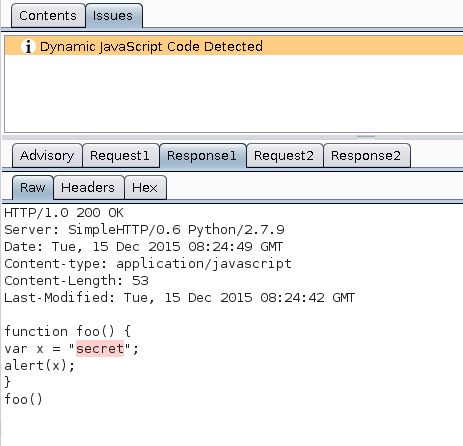 Contents Issues
Dynamic JavaScript Code Detected
Advisory Request1 Response1 Request2 Response2
Raw Headers Hex
HTTP/1.0 200 OK
Server: SimpleHTTP/0.6 Python/2.7.9
Date: Tue, 15 Dec 2015 08:24:49 GMT
Content-type: application/javascript
Content-Length: 53
Last-Modified: Tue, 15 Dec 2015 08:24:42 GMT

function foo() {
var x = "secret";
alert(x);
}
foo()